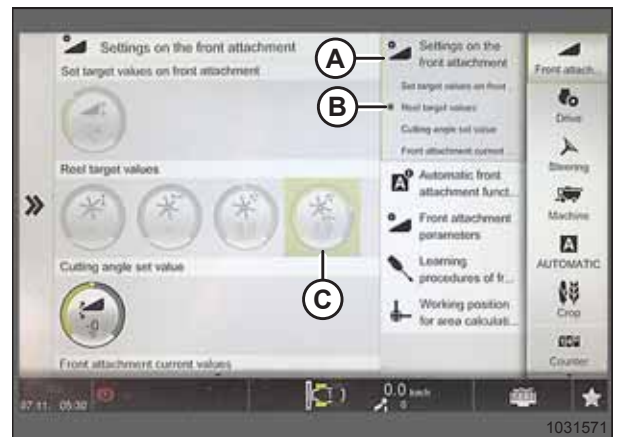 Settings on the front attachment
Set target values on front attachment
Reel target values
Cutting angle set value
-0
Front attachment current values
A
Settings on the
front attachment
B
Set target values on front ...
Reel target values
Cutting angle set value
Front attachment current ...
Automatic front
attachment funct...
Front attachment
parameters
Learning
procedures of fr...
Working position
for area calculati...
C
Front attach...
Drive
Steering
Machine
A
AUTOMATIC
Crop
Counter
07.11. 05:30
0.0 km/h
0
1031571